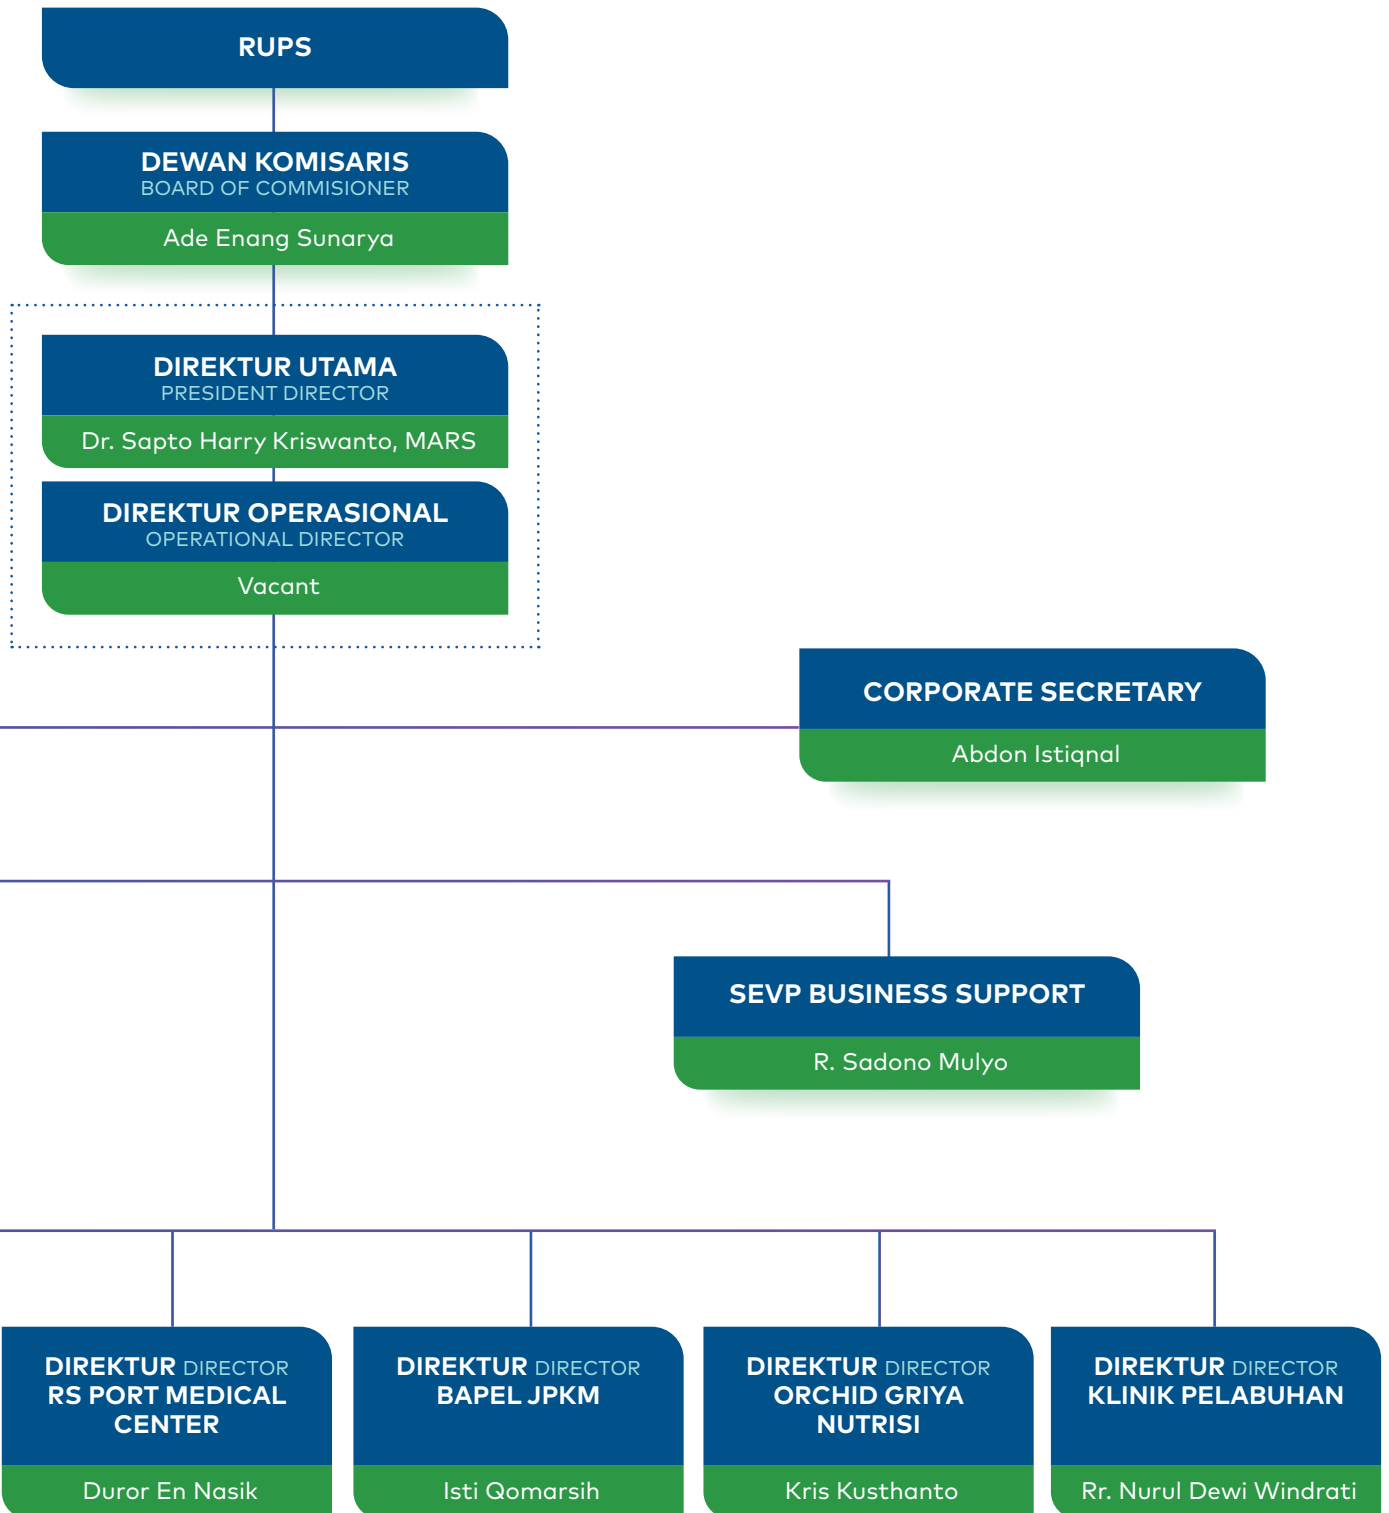 RUPS
DEWAN KOMISARIS
BOARD OF COMMISIONER
Ade Enang Sunarya
DIREKTUR UTAMA
PRESIDENT DIRECTOR
Dr. Sapto Harry Kriswanto, MARS
DIREKTUR OPERASIONAL
OPERATIONAL DIRECTOR
Vacant
CORPORATE SECRETARY
Abdon Istiqnal
SEVP BUSINESS SUPPORT
R. Sadono Mulyo
DIREKTUR DIRECTOR
RS PORT MEDICAL
CENTER
Duror En Nasik
DIREKTUR DIRECTOR
BAPEL JPKM
Isti Qomarsih
DIREKTUR DIRECTOR
ORCHID GRIYA
NUTRISI
Kris Kusthanto
DIREKTUR DIRECTOR
KLINIK PELABUHAN
Rr. Nurul Dewi Windrati